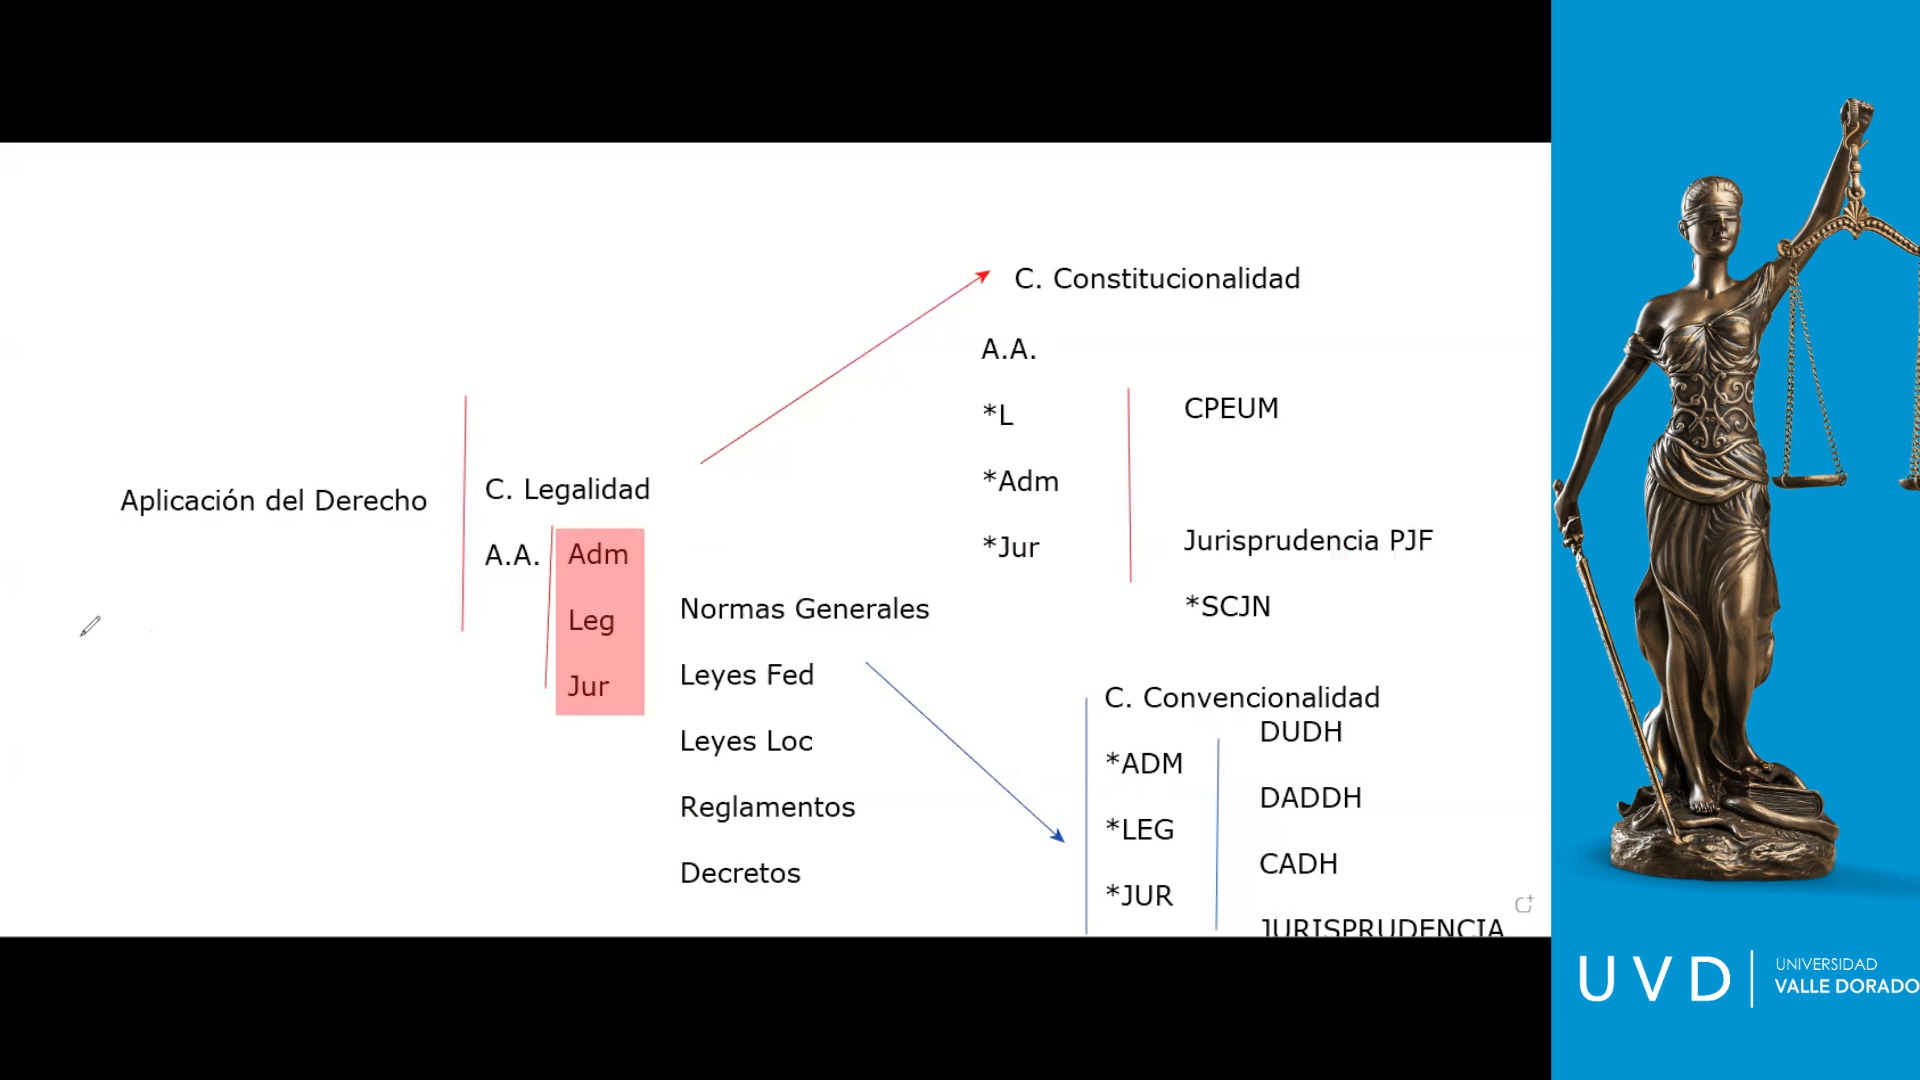 Aplicación del Derecho
C. Legalidad
A.A.
Adm
Leg
Jur
Normas Generales
Leyes Fed
Leyes Loc
Reglamentos
Decretos
C. Constitucionalidad
A.A.
*L
*Adm
*Jur
CPEUM
Jurisprudencia PJF
*SCJN
C. Convencionalidad
*ADM
*LEG
*JUR
DUDH
DADDH
CADH
JURISPRUDENCIA
UVD
UNIVERSIDAD
VALLE DORADO